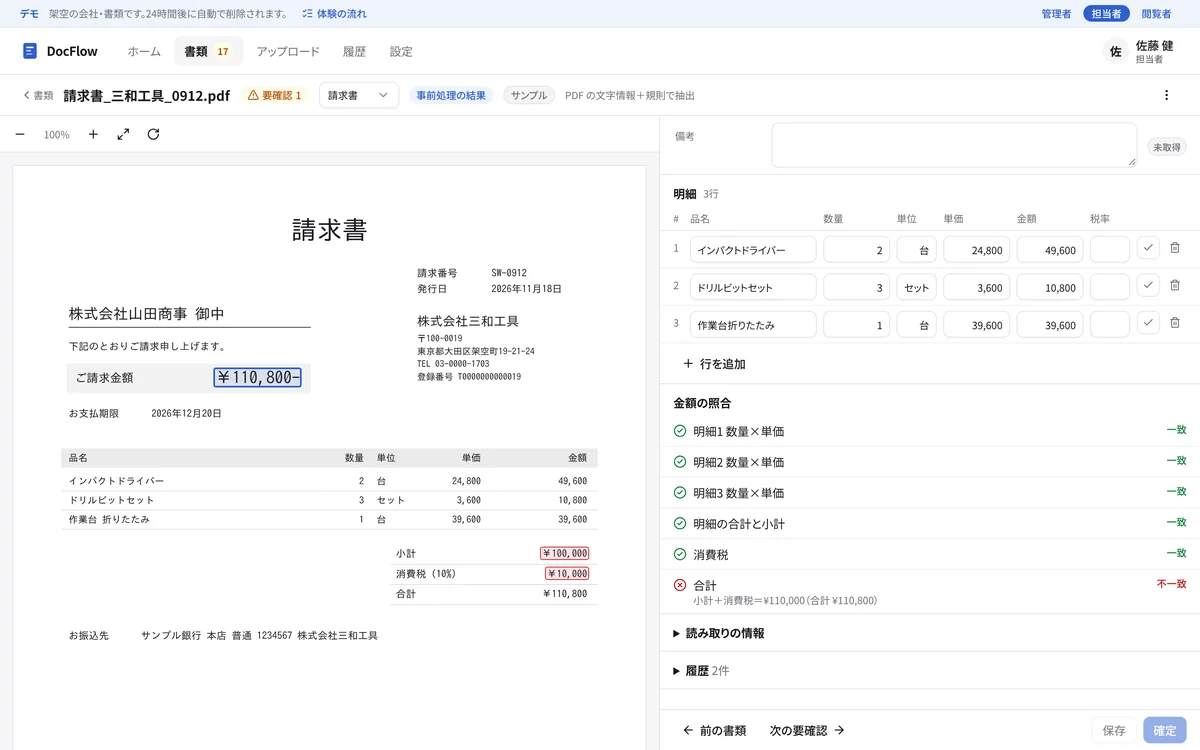 デモ 架空の会社・書類です。24時間後に自動で削除されます。 体験の流れ 管理者 担当者 閲覧者
DocFlow ホーム 書類 17 アップロード 履歴 設定 佐 佐藤 健
担当者
書類 請求書_三和工具_0912.pdf 要確認 1 請求書 事前処理の結果 サンプル PDF の文字情報＋規則で抽出
100%
請求書
請求番号 SW-0912
発行日 2026年11月18日
株式会社山田商事 御中
株式会社三和工具
〒100-0019
下記のとおりご請求申し上げます。
東京都大田区架空町19-21-24
TEL 03-0000-1703
登録番号 T0000000000019
ご請求金額 ¥110,800-
お支払期限 2026年12月20日
品名 数量 単位 単価 金額
インパクトドライバー 2 台 24,800 49,600
ドリルビットセット 3 セット 3,600 10,800
作業台 折りたたみ 1 台 39,600 39,600
小計 ¥100,000
消費税 (10%) ¥10,000
合計 ¥110,800
お振込先 サンプル銀行 本店 普通 1234567 株式会社三和工具
備考 未取得
明細 3行
# 品名 数量 単位 単価 金額 税率
1 インパクトドライバー 2 台 24,800 49,600
2 ドリルビットセット 3 セット 3,600 10,800
3 作業台折りたたみ 1 台 39,600 39,600
＋ 行を追加
金額の照合
明細1 数量×単価 一致
明細2 数量×単価 一致
明細3 数量×単価 一致
明細の合計と小計 一致
消費税 一致
合計 不一致
小計＋消費税＝¥110,000（合計 ¥110,800）
▶ 読み取りの情報
▶ 履歴 2件
← 前の書類 次の要確認 → 保存 確定